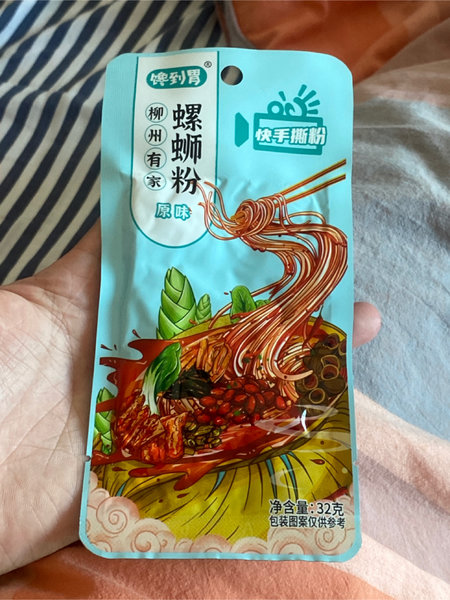 馋到胃®
柳州有家
螺蛳粉
原味
快手撕粉
净含量:32克
包装图案仅供参考